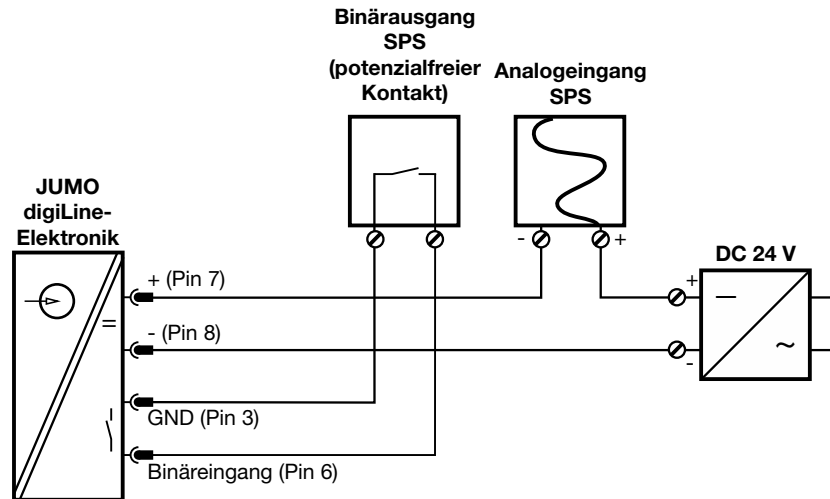 Binärausgang
SPS
(potenzialfreier
Kontakt)
Analogeingang
SPS
JUMO
digiLine-
Elektronik
- +
DC 24 V
+ (Pin 7)
+
- (Pin 8)
-
~
GND (Pin 3)
Binäreingang (Pin 6)